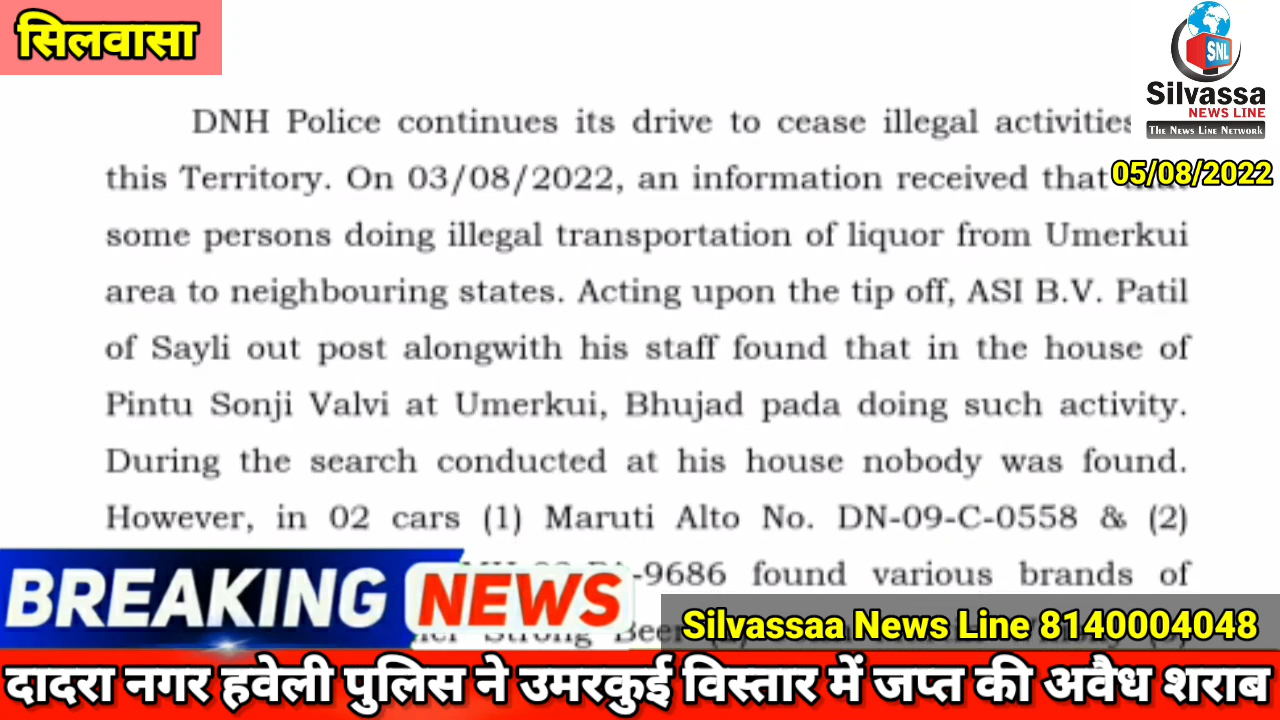 सिलवासा
SNL
Silvassa
NEWS LINE
The News Line Network
05/08/2022
DNH Police continues its drive to cease illegal activities
this Territory. On 03/08/2022, an information received that
some persons doing illegal transportation of liquor from Umerkui
area to neighbouring states. Acting upon the tip off, ASI B.V. Patil
of Sayli out post alongwith his staff found that in the house of
Pintu Sonji Valvi at Umerkui, Bhujad pada doing such activity.
During the search conducted at his house nobody was found.
However, in 02 cars (1) Maruti Alto No. DN-09-C-0558 & (2)
-9686 found various brands of
Strong Beer
BREAKING NEWS
Silvassaa News Line 8140004048
दादरा नगर हवेली पुलिस ने उमरकुई विस्तार में जप्त की अवैध शराब